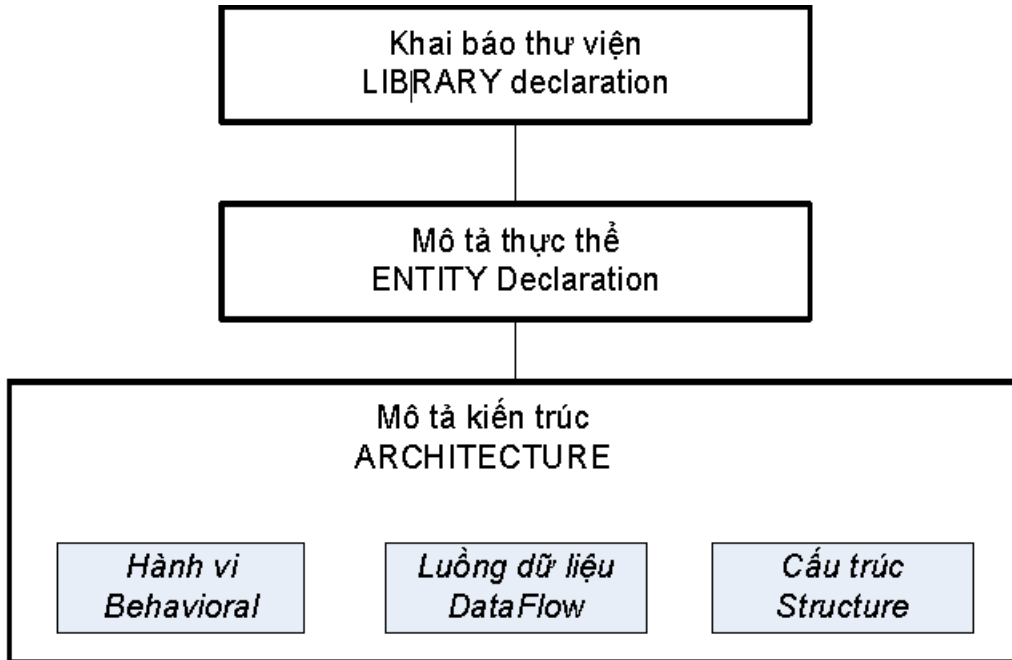 Khai báo thư viện
LIBRARY declaration
Mô tả thực thể
ENTITY Declaration
Mô tả kiến trúc
ARCHITECTURE
Hành vi
Behavioral
Luồng dữ liệu
DataFlow
Cấu trúc
Structure